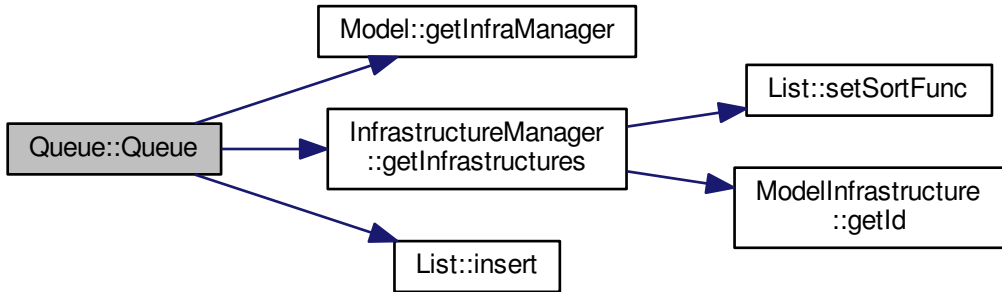 Model::getInfraManager
List::setSortFunc
Queue::Queue
InfrastructureManager
::getInfrastructures
ModelInfrastructure
::getId
List::insert